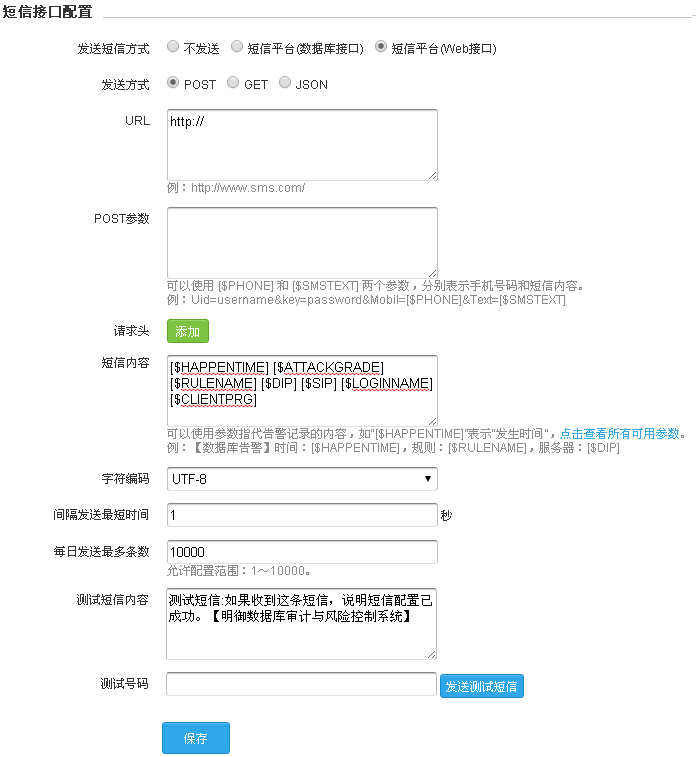 短信接口配置
发送短信方式 不发送 短信平台(数据库接口) 短信平台(Web接口)
发送方式 POST GET JSON
URL http://
例：http://www.sms.com/
POST参数
可以使用 [$PHONE] 和 [$SMSTEXT] 两个参数，分别表示手机号码和短信内容。
例：Uid=username&key=password&Mobil=[$PHONE]&Text=[$SMSTEXT]
请求头 添加
短信内容 [$HAPPENTIME] [$ATTACKGRADE]
[$RULENAME] [$DIP] [$SIP] [$LOGINNAME]
[$CLIENTPRG]
可以使用参数指代告警记录的内容，如"[$HAPPENTIME]"表示"发生时间"，点击查看所有可用参数。
例：【数据库告警】时间：[$HAPPENTIME]，规则：[$RULENAME]，服务器：[$DIP]
字符编码 UTF-8
间隔发送最短时间 1 秒
每日发送最多条数 10000
允许配置范围：1～10000。
测试短信内容 测试短信:如果收到这条短信，说明短信配置已
成功。【明御数据库审计与风险控制系统】
测试号码 发送测试短信
保存